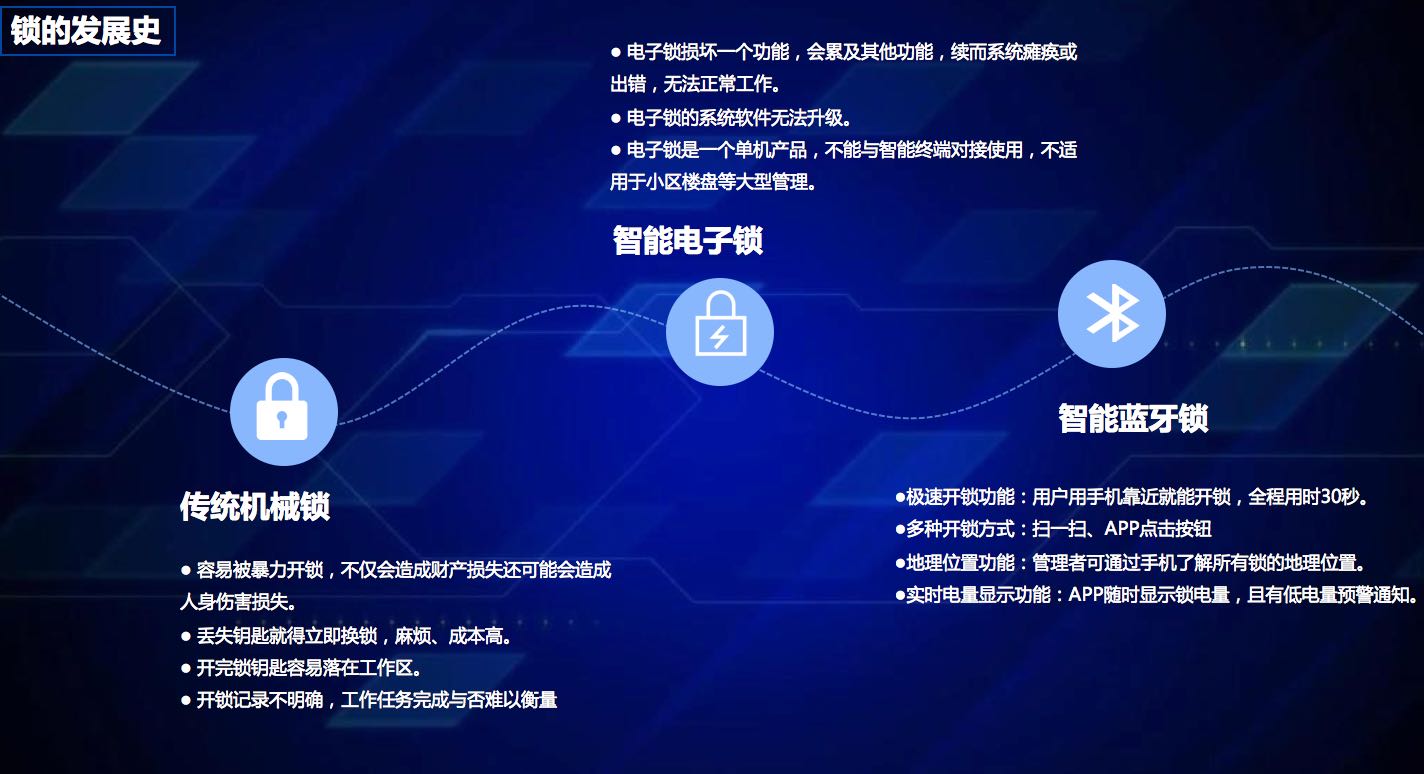 锁的发展史
● 电子锁损坏一个功能，会累及其他功能，续而系统瘫痪或
出错，无法正常工作。
● 电子锁的系统软件无法升级。
● 电子锁是一个单机产品，不能与智能终端对接使用，不适
用于小区楼盘等大型管理。
智能电子锁
传统机械锁
● 容易被暴力开锁，不仅会造成财产损失还可能会造成
人身伤害损失。
● 丢失钥匙就得立即换锁，麻烦、成本高。
● 开完锁钥匙容易落在工作区。
● 开锁记录不明确，工作任务完成与否难以衡量
智能蓝牙锁
●极速开锁功能：用户用手机靠近就能开锁，全程用时30秒。
●多种开锁方式：扫一扫、APP点击按钮
●地理位置功能：管理者可通过手机了解所有锁的地理位置。
●实时电量显示功能：APP随时显示锁电量，且有低电量预警通知。